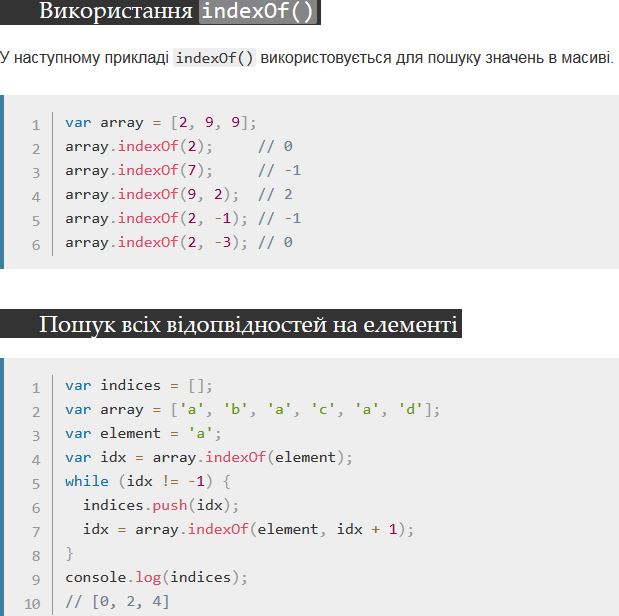 Використання indexOf()
У наступному прикладі indexOf() використовується для пошуку значень в масиві.
1 var array = [2, 9, 9];
2 array.indexOf(2);     // 0
3 array.indexOf(7);     // -1
4 array.indexOf(9, 2);  // 2
5 array.indexOf(2, -1); // -1
6 array.indexOf(2, -3); // 0
Пошук всіх відопвідностей на елементі
1 var indices = [];
2 var array = ['a', 'b', 'a', 'c', 'a', 'd'];
3 var element = 'a';
4 var idx = array.indexOf(element);
5 while (idx != -1) {
6   indices.push(idx);
7   idx = array.indexOf(element, idx + 1);
8 }
9 console.log(indices);
10 // [0, 2, 4]